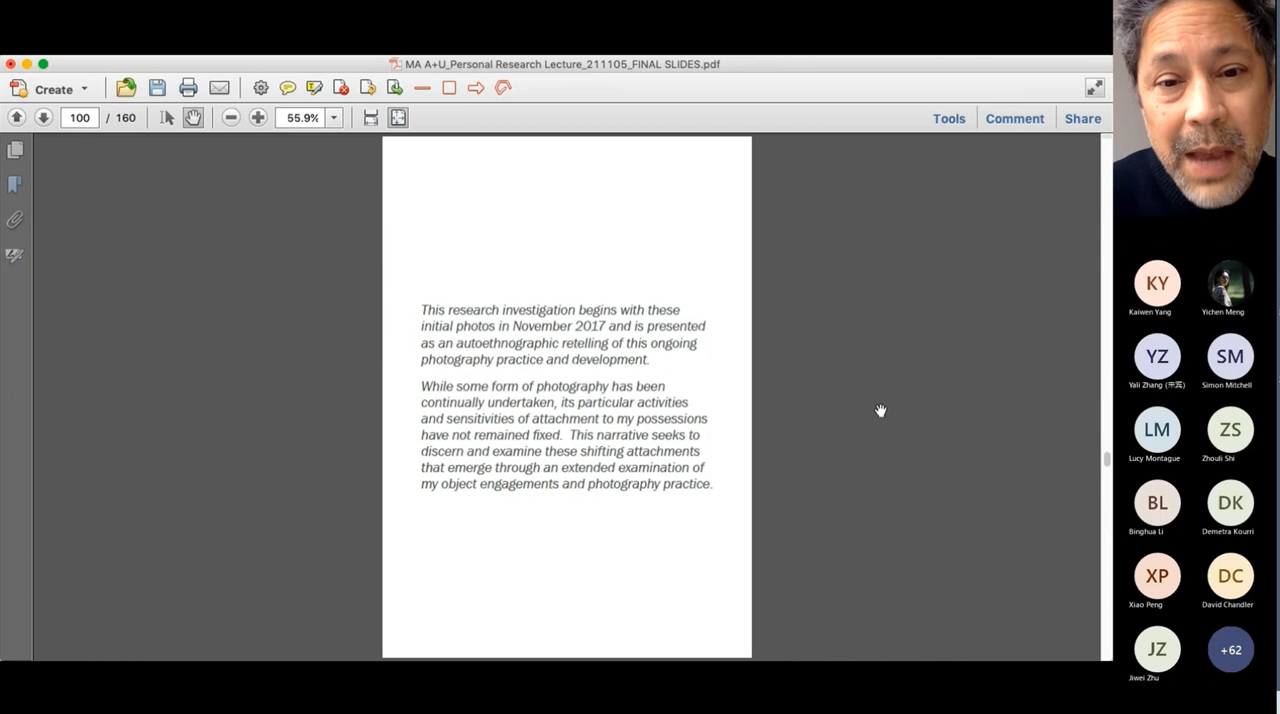 MA A+U_Personal Research Lecture_211105_FINAL SLIDES.pdf
Create
100 / 160
55.9%
Tools
Comment
Share
This research investigation begins with these
initial photos in November 2017 and is presented
as an autoethnographic retelling of this ongoing
photography practice and development.
While some form of photography has been
continually undertaken, its particular activities
and sensitivities of attachment to my possessions
have not remained fixed.  This narrative seeks to
discern and examine these shifting attachments
that emerge through an extended examination of
my object engagements and photography practice.
KY
Kaiwen Yang
Yichen Meng
YZ
Yali Zhang (来宾)
SM
Simon Mitchell
LM
Lucy Montague
ZS
Zhouli Shi
BL
Binghua Li
DK
Demetra Kourri
XP
Xiao Peng
DC
David Chandler
JZ
Jiwei Zhu
+62